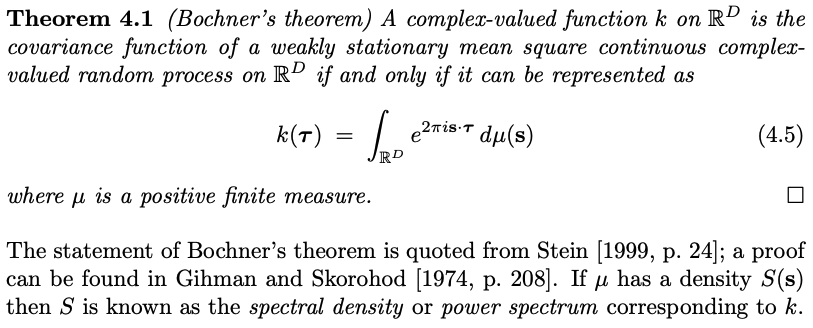 Theorem 4.1 (Bochner's theorem) A complex-valued function k on ℝᴰ is the
covariance function of a weakly stationary mean square continuous complex-
valued random process on ℝᴰ if and only if it can be represented as
k(τ) = ∫_{ℝᴰ} e^{2πis·τ} dμ(s) (4.5)
where μ is a positive finite measure. □
The statement of Bochner's theorem is quoted from Stein [1999, p. 24]; a proof
can be found in Gihman and Skorohod [1974, p. 208]. If μ has a density S(s)
then S is known as the spectral density or power spectrum corresponding to k.